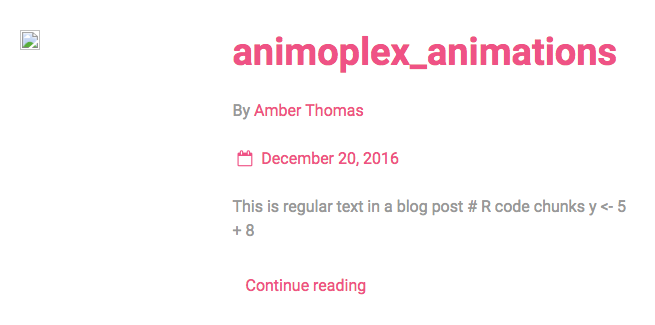 animoplex_animations
By Amber Thomas
December 20, 2016
This is regular text in a blog post # R code chunks y <- 5
+ 8
Continue reading